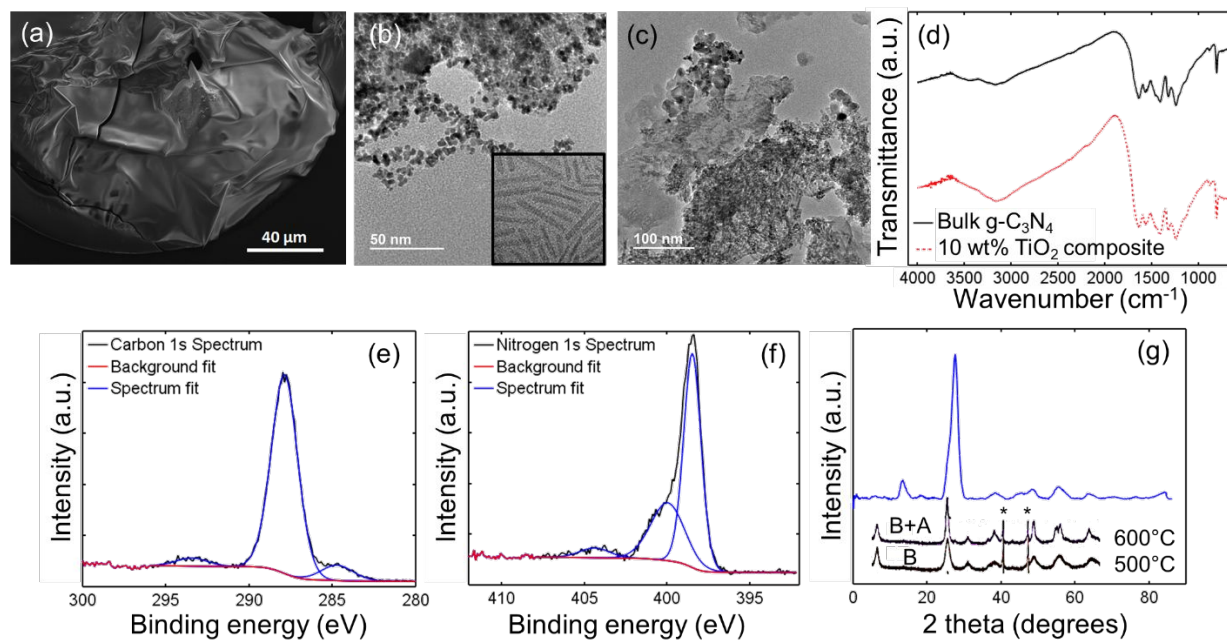 (a)
40 µm
(b)
50 nm
(c)
100 nm
(d)
Transmittance (a.u.)
Bulk g-C₃N₄
10 wt% TiO₂ composite
4000 3500 3000 2000 1500 1000
Wavenumber (cm⁻¹)
(e)
Carbon 1s Spectrum
Background fit
Spectrum fit
Intensity (a.u.)
300 295 290 285 280
Binding energy (eV)
(f)
Nitrogen 1s Spectrum
Background fit
Spectrum fit
Intensity (a.u.)
410 405 400 395
Binding energy (eV)
(g)
Intensity (a.u.)
* *
B+A 600°C
B 500°C
0 20 40 60 80
2 theta (degrees)